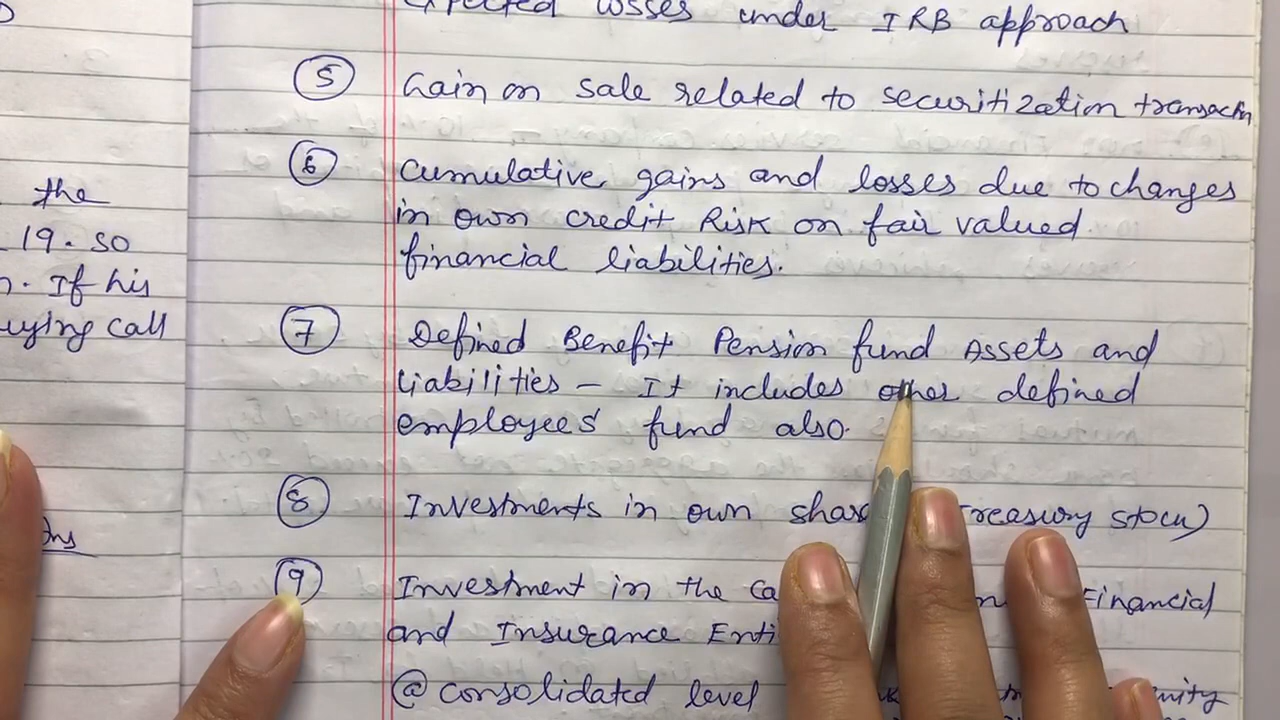 the
19. so
If his
call
Expected losses under IRB approach
5 Gain on sale related to securitization transactn
6 Cumulative gains and losses due to changes
in own credit Risk on fair valued
financial liabilities.
7 Defined Benefit Pension fund Assets and
liabilities - It includes other defined
employees fund also.
8 Investments in own treasury stock)
9 Investment in the Financial
and Insurance
@ consolidated level